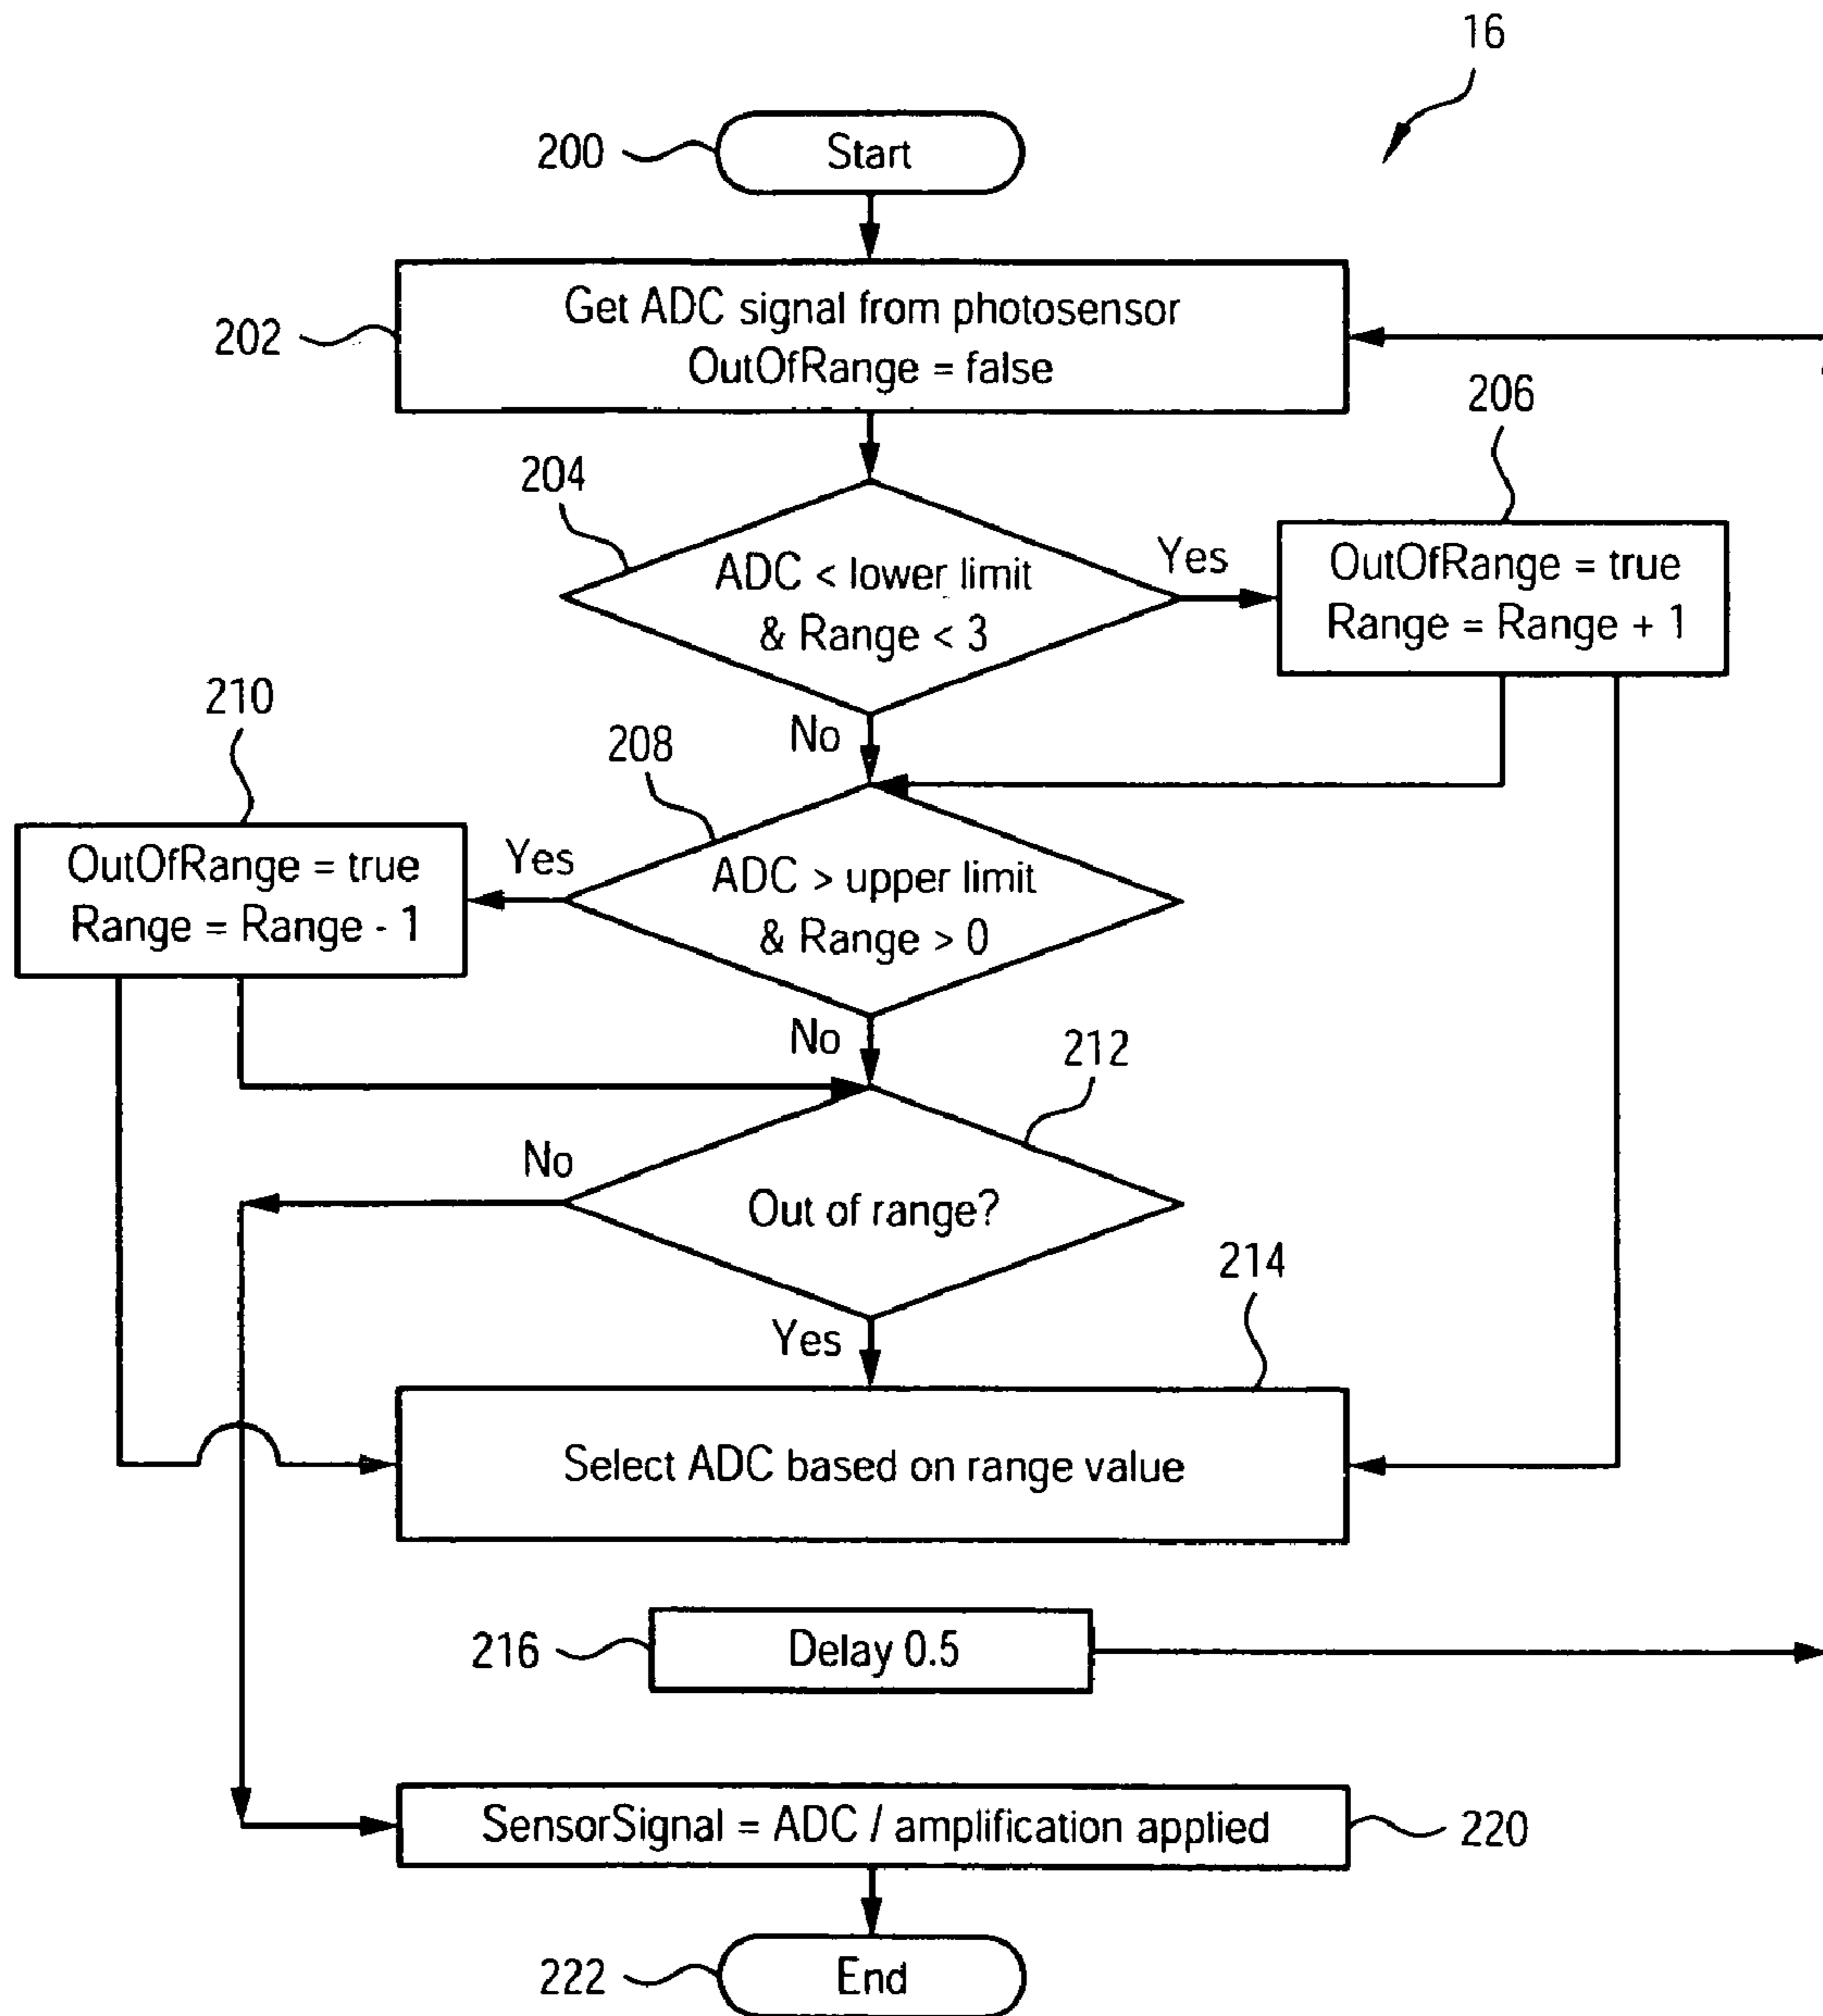 16
200
Start
202
Get ADC signal from photosensor
OutOfRange = false
204
206
ADC < lower limit
& Range < 3
Yes
OutOfRange = true
Range = Range + 1
No
208
210
OutOfRange = true
Range = Range - 1
Yes
ADC > upper limit
& Range > 0
No
212
No
Out of range?
214
Yes
Select ADC based on range value
216
Delay 0.5
SensorSignal = ADC / amplification applied
220
222
End